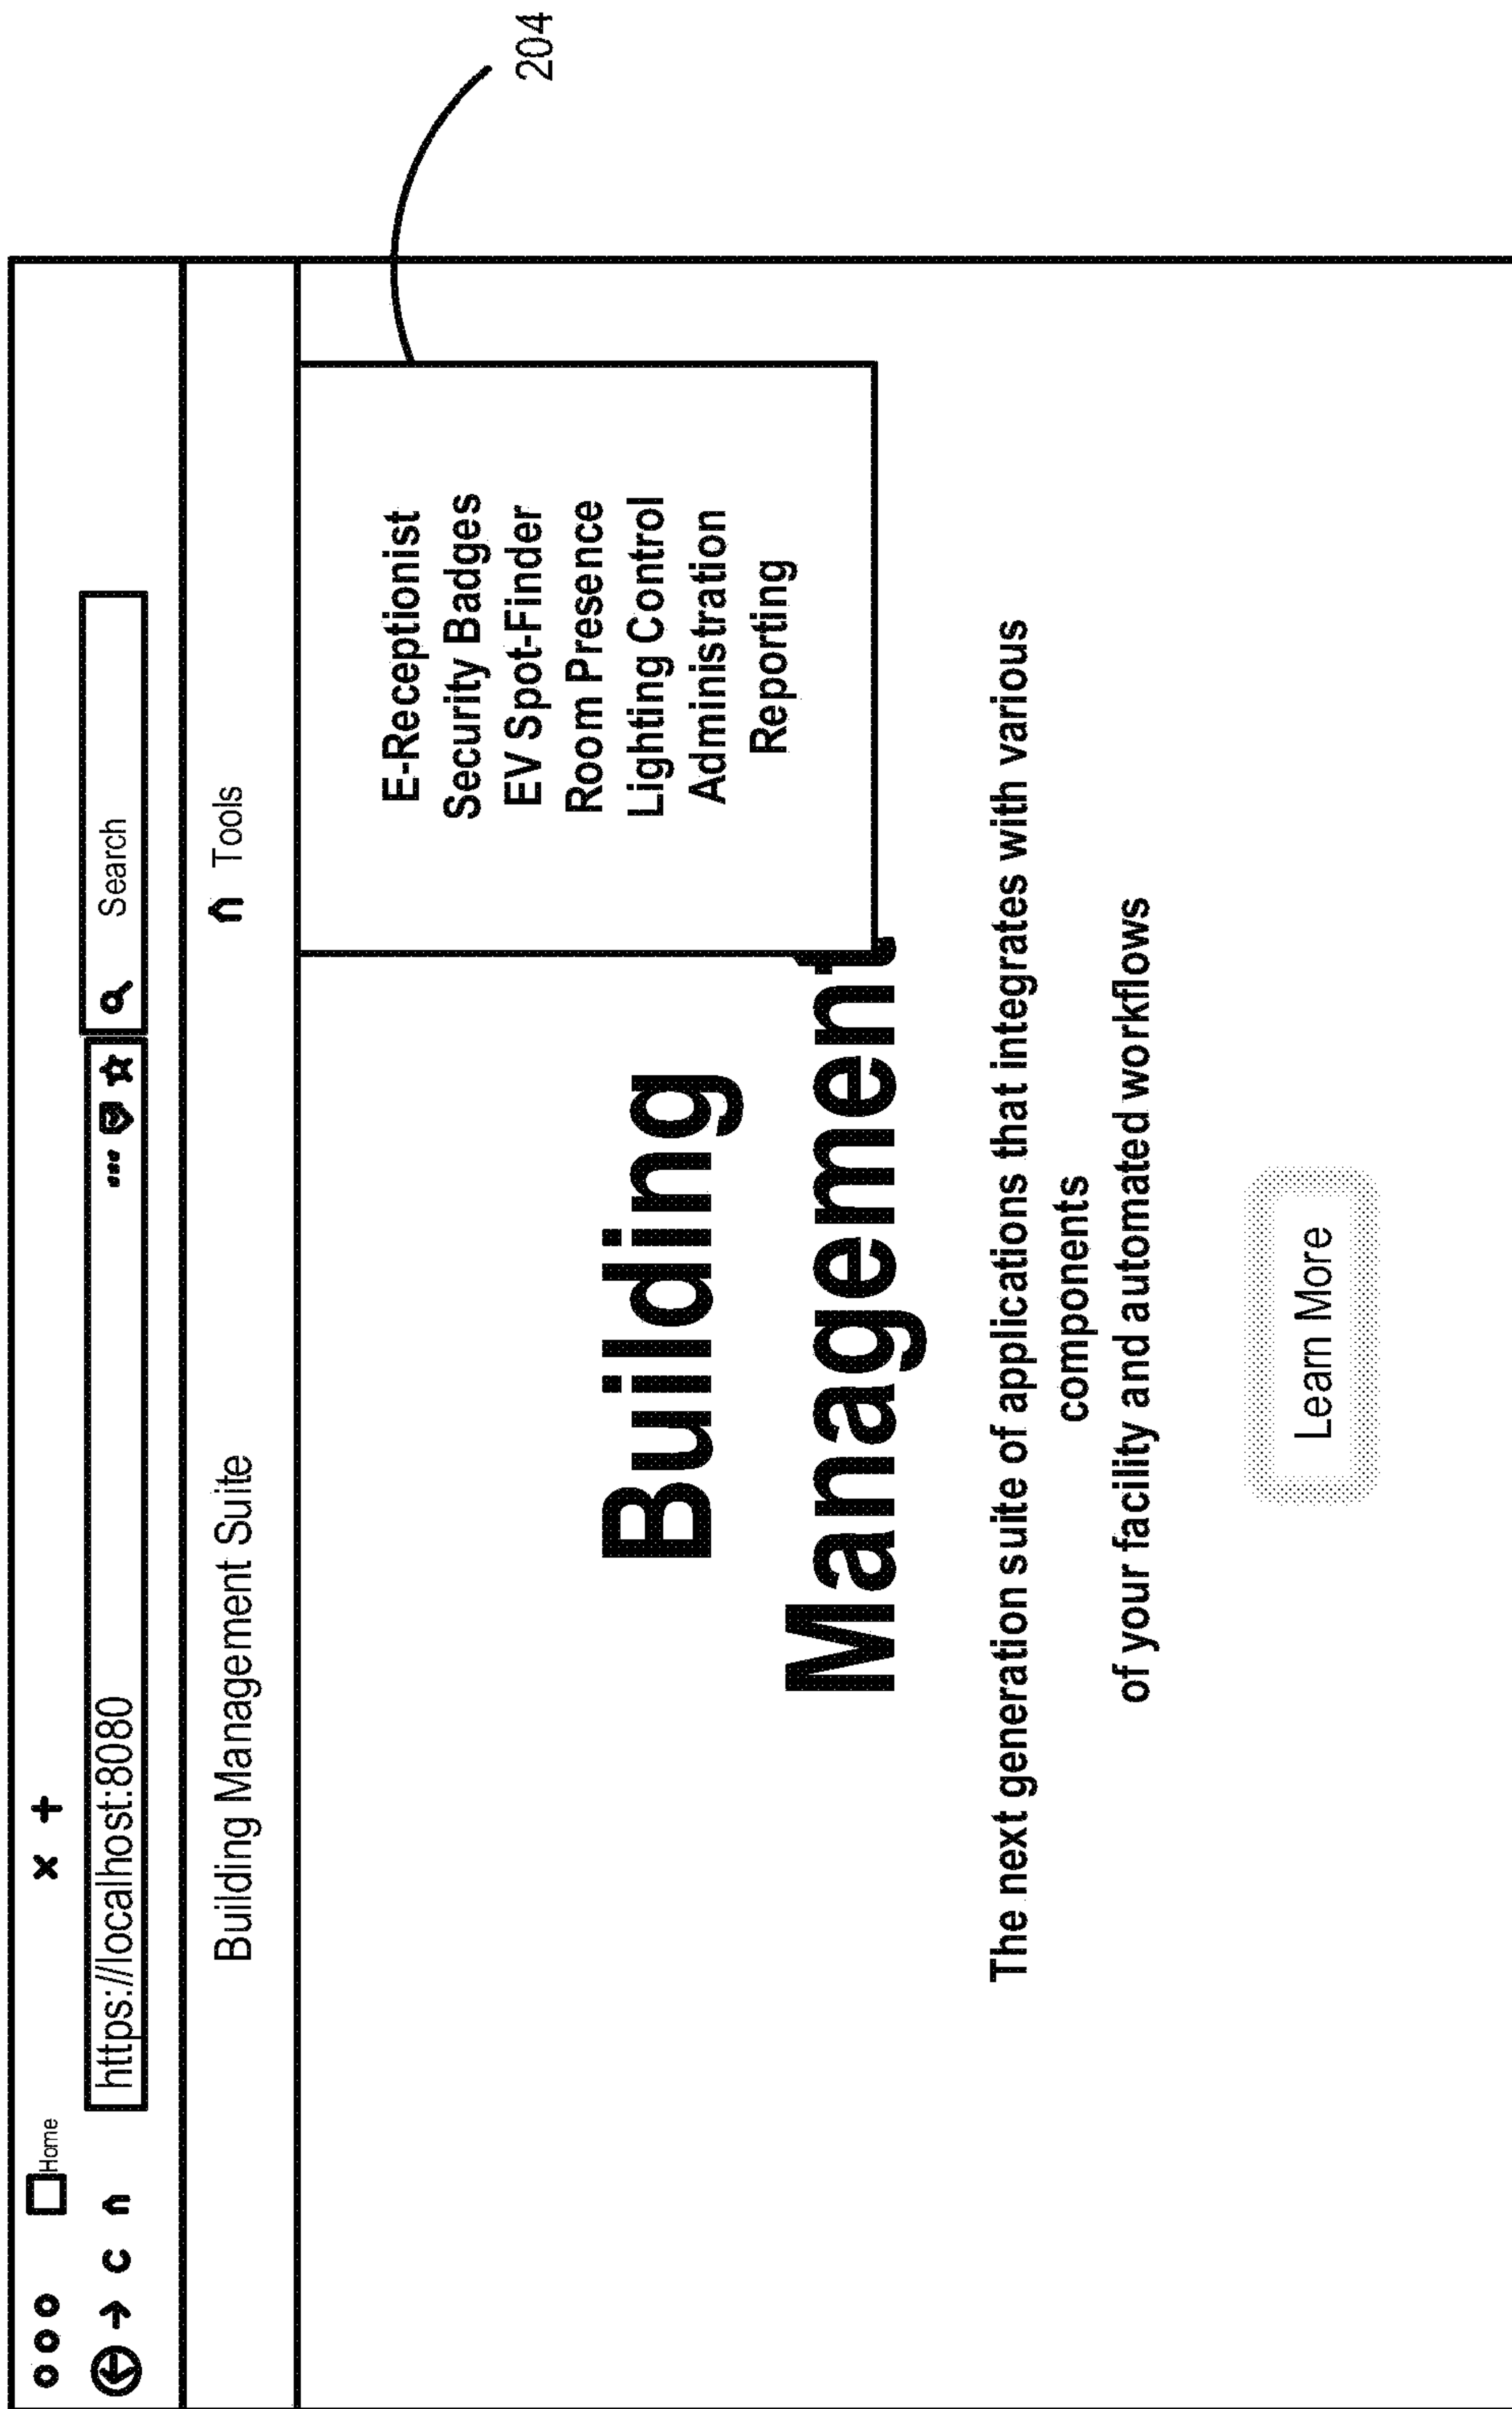 Home × +
https://localhost:8080
Search
Building Management Suite
Tools
204
E-Receptionist
Security Badges
EV Spot-Finder
Room Presence
Lighting Control
Administration
Reporting
Building
Management
The next generation suite of applications that integrates with various
components
of your facility and automated workflows
Learn More